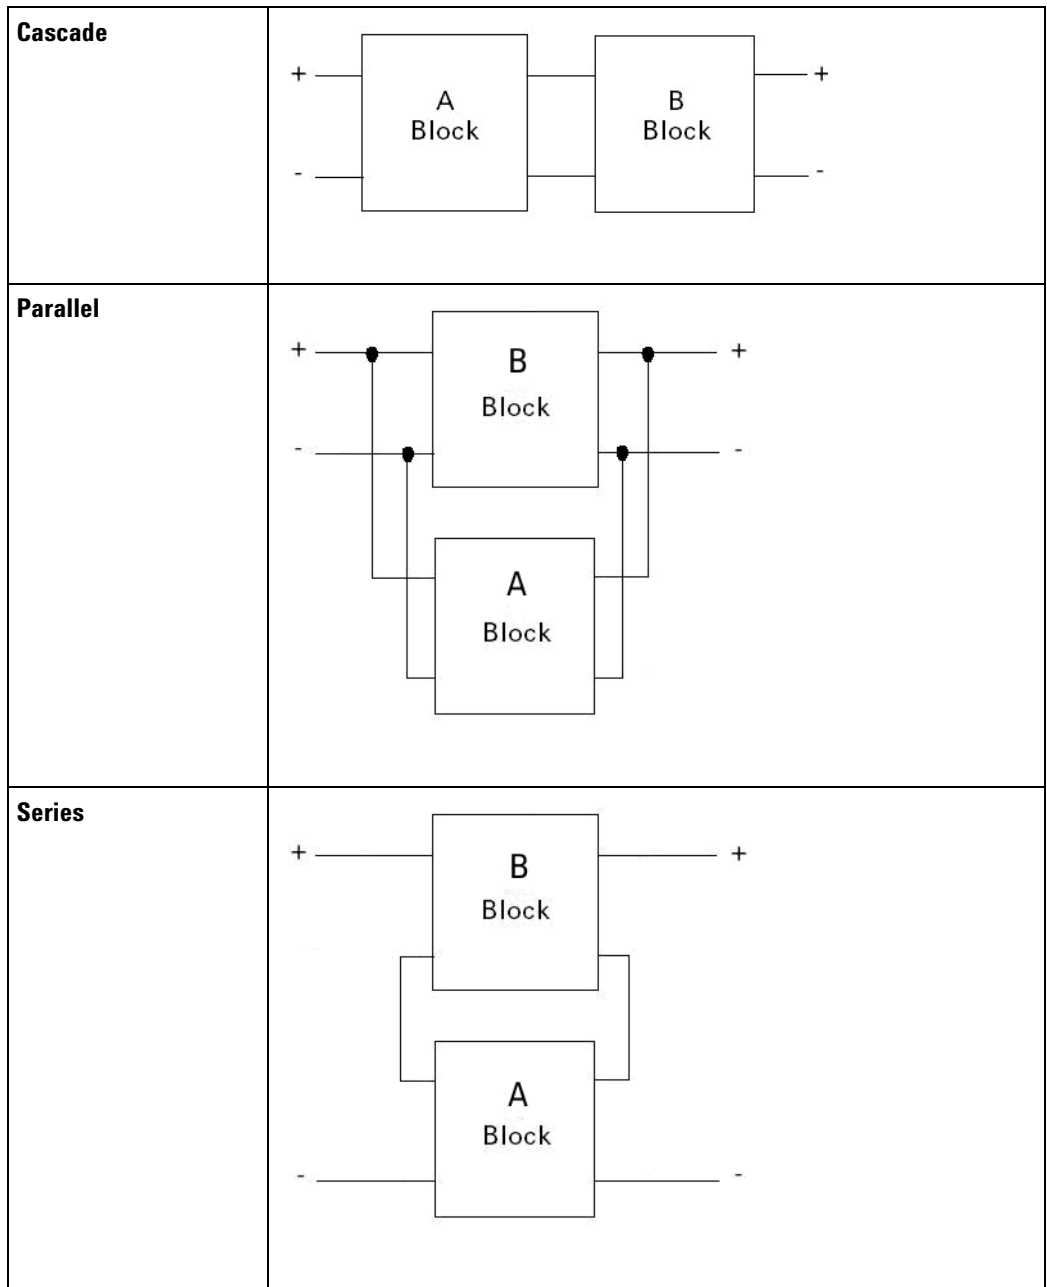 Cascade
+ +
A
Block
B
Block
- -
Parallel
+ +
B
Block
- -
A
Block
Series
+ +
B
Block
A
Block
- -